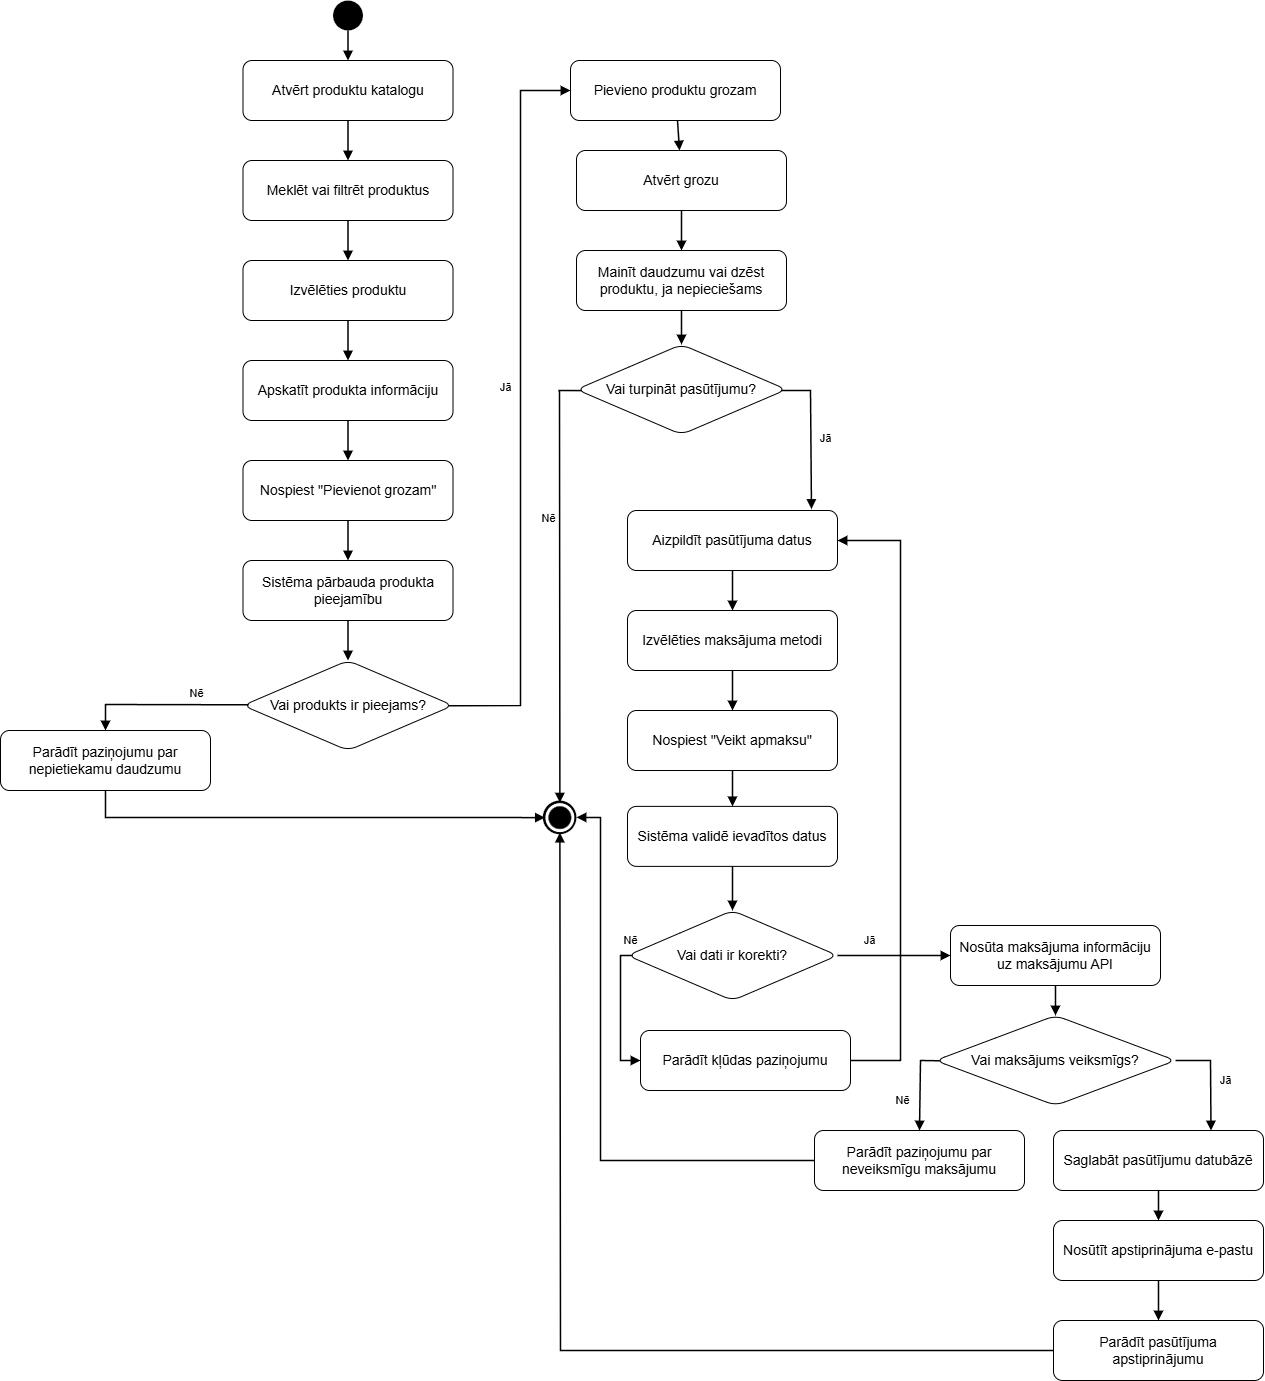 Atvērt produktu katalogu
Meklēt vai filtrēt produktus
Izvēlēties produktu
Apskatīt produkta informāciju
Nospiest "Pievienot grozam"
Sistēma pārbauda produkta
pieejamību
Vai produkts ir pieejams?
Nē
Parādīt paziņojumu par
nepietiekamu daudzumu
Jā
Pievieno produktu grozam
Atvērt grozu
Mainīt daudzumu vai dzēst
produktu, ja nepieciešams
Vai turpināt pasūtījumu?
Nē
Jā
Aizpildīt pasūtījuma datus
Izvēlēties maksājuma metodi
Nospiest "Veikt apmaksu"
Sistēma validē ievadītos datus
Vai dati ir korekti?
Nē
Parādīt kļūdas paziņojumu
Jā
Nosūta maksājuma informāciju
uz maksājumu API
Vai maksājums veiksmīgs?
Nē
Parādīt paziņojumu par
neveiksmīgu maksājumu
Jā
Saglabāt pasūtījumu datubāzē
Nosūtīt apstiprinājuma e-pastu
Parādīt pasūtījuma
apstiprinājumu